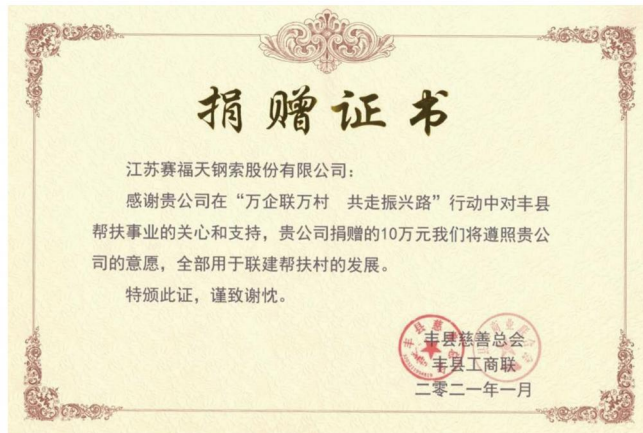 捐赠证书
江苏赛福天钢索股份有限公司：
感谢贵公司在“万企联万村 共走振兴路”行动中对丰县
帮扶事业的关心和支持，贵公司捐赠的10万元我们将遵照贵公
司的意愿，全部用于联建帮扶村的发展。
特颁此证，谨致谢忱。
丰县慈善总会
丰县工商联
二零二一年一月